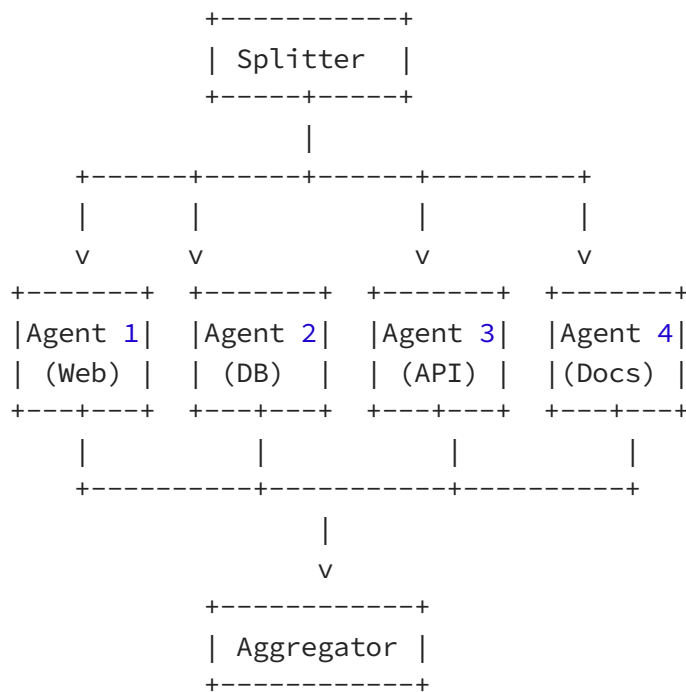 Splitter
Agent 1 Agent 2 Agent 3 Agent 4
(Web) (DB) (API) (Docs)
Aggregator